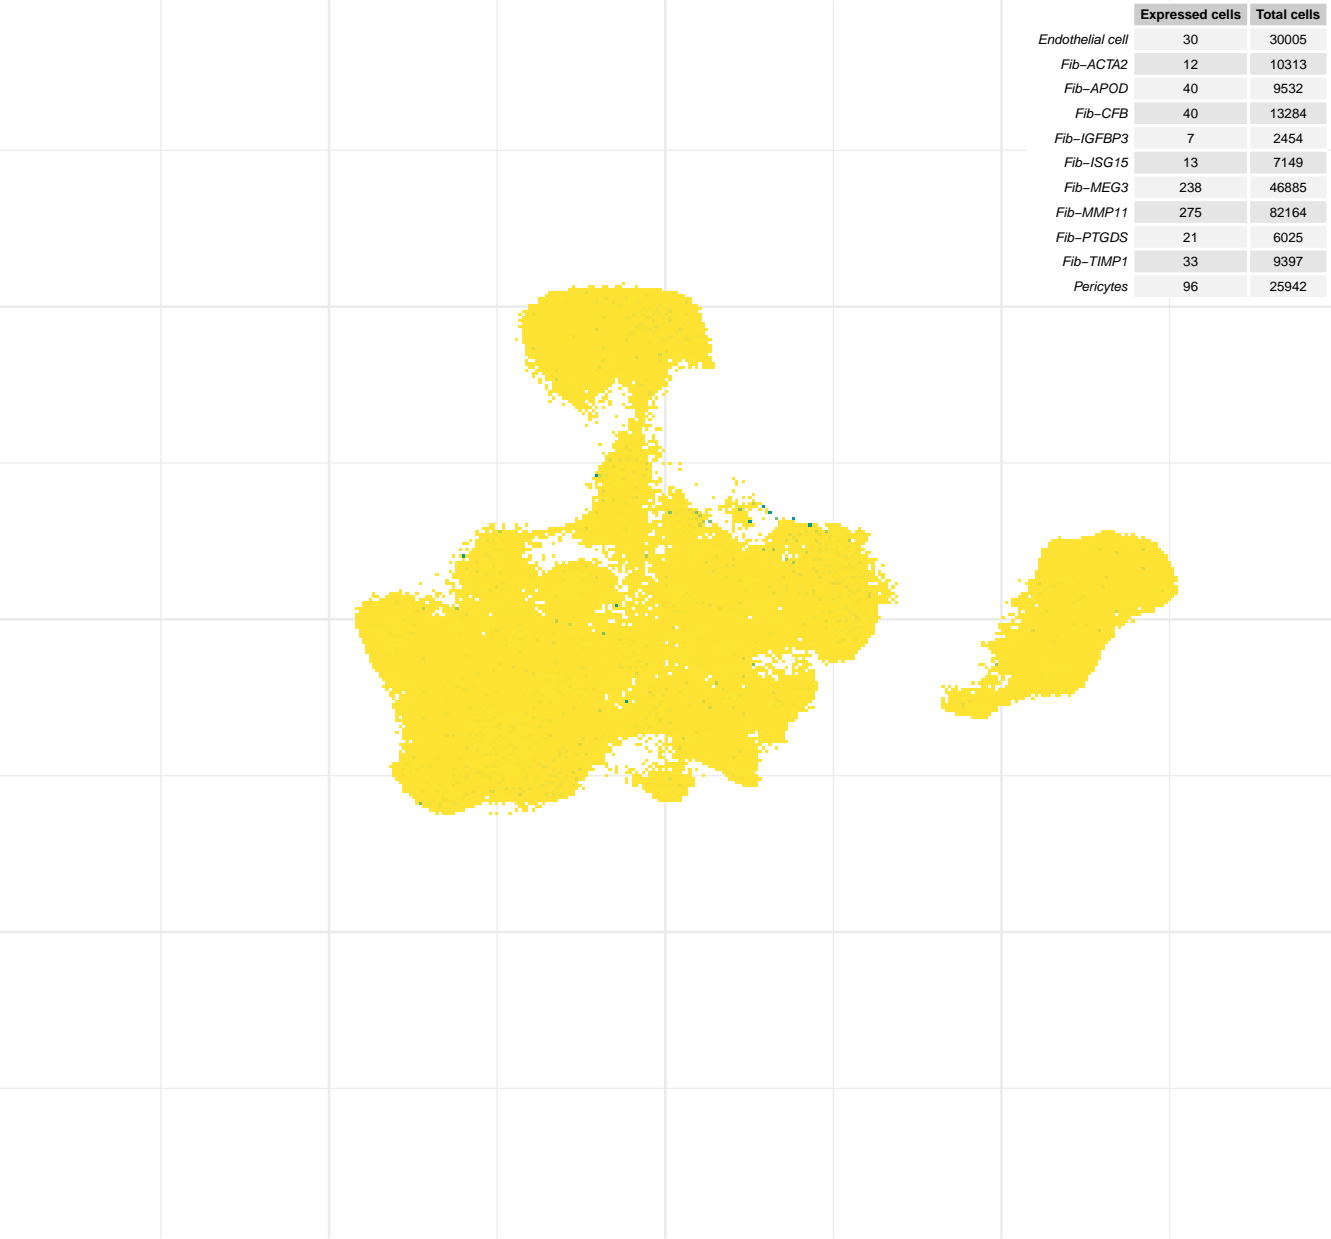 Expressed cells Total cells
Endothelial cell 30 30005
Fib−ACTA2 12 10313
Fib−APOD 40 9532
Fib−CFB 40 13284
Fib−IGFBP3 7 2454
Fib−ISG15 13 7149
Fib−MEG3 238 46885
Fib−MMP11 275 82164
Fib−PTGDS 21 6025
Fib−TIMP1 33 9397
Pericytes 96 25942